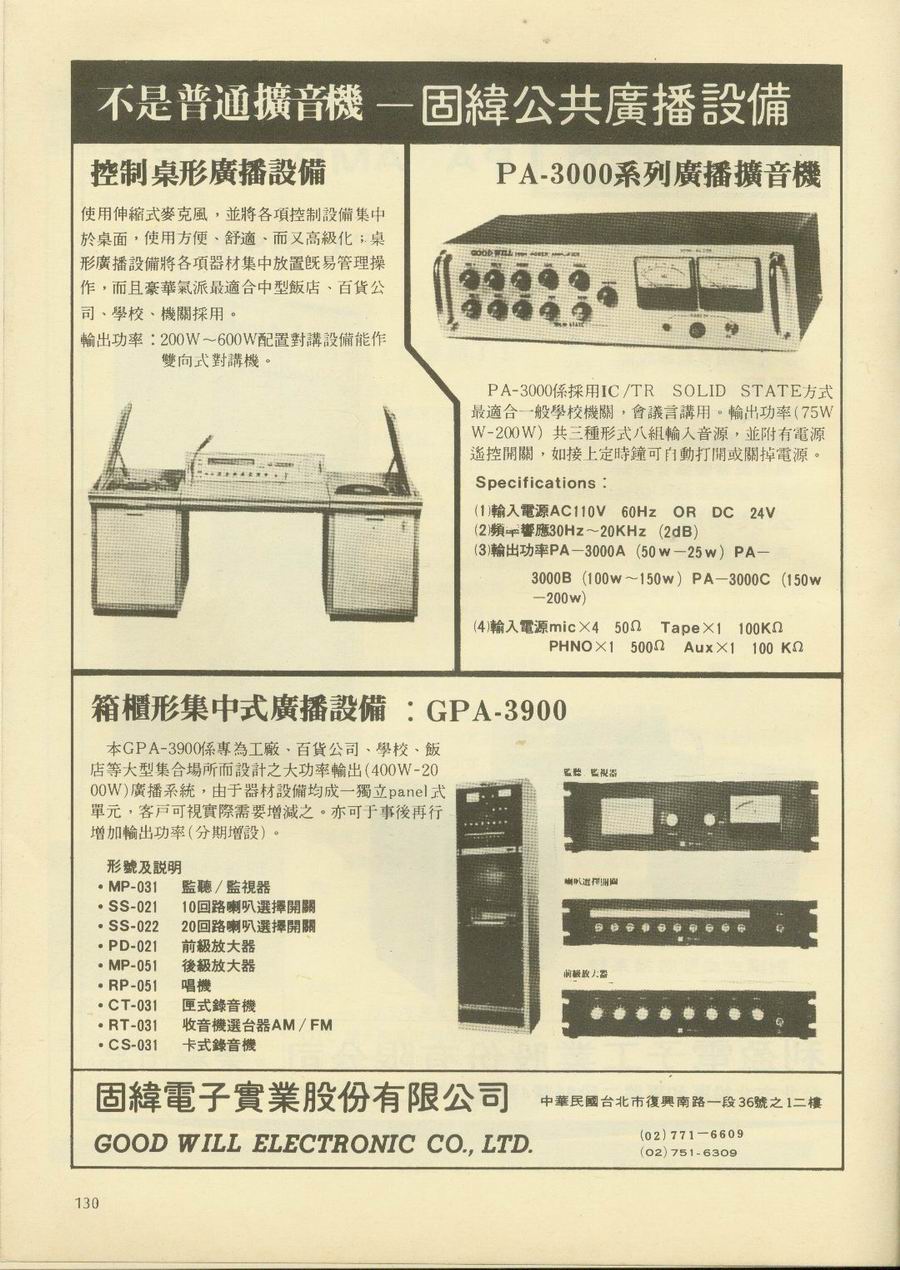 不是普通擴音機 — 固緯公共廣播設備
控制桌形廣播設備
使用伸縮式麥克風，並將各項控制設備集中
於桌面，使用方便、舒適、而又高級化；桌
形廣播設備將各項器材集中放置既易管理操
作，而且豪華氣派最適合中型飯店、百貨公
司、學校、機關採用。
輸出功率：200W～600W配置對講設備能作
雙向式對講機。
PA-3000系列廣播擴音機
GOOD WILL HIGH POWER AMPLIFIER
SOLID STATE
PA-3000係採用IC/TR SOLID STATE方式
最適合一般學校機關，會議言講用。輸出功率(75W
W-200W) 共三種形式八組輸入音源，並附有電源
遙控開關，如接上定時鐘可自動打開或關掉電源。
Specifications：
(1)輸入電源AC110V 60Hz OR DC 24V
(2)頻率響應30Hz～20KHz (2dB)
(3)輸出功率PA－3000A (50w－25w) PA－
3000B (100w～150w) PA－3000C (150w
－200w)
(4)輸入電源mic×4 50Ω Tape×1 100KΩ
PHNO×1 500Ω Aux×1 100 KΩ
箱櫃形集中式廣播設備：GPA-3900
本GPA-3900係專為工廠、百貨公司、學校、飯
店等大型集合場所而設計之大功率輸出(400W-20
00W)廣播系統，由于器材設備均成一獨立panel式
單元，客戶可視實際需要增減之。亦可于事後再行
增加輸出功率(分期增設)。
形號及說明
•MP-031 監聽／監視器
•SS-021 10回路喇叭選擇開關
•SS-022 20回路喇叭選擇開關
•PD-021 前級放大器
•MP-051 後級放大器
•RP-051 唱機
•CT-031 匣式錄音機
•RT-031 收音機選台器AM／FM
•CS-031 卡式錄音機
監聽 監視器
喇叭選擇開關
前級放大器
固緯電子實業股份有限公司
GOOD WILL ELECTRONIC CO., LTD.
中華民國台北市復興南路一段36號之1二樓
(02)771－6609
(02)751-6309
130